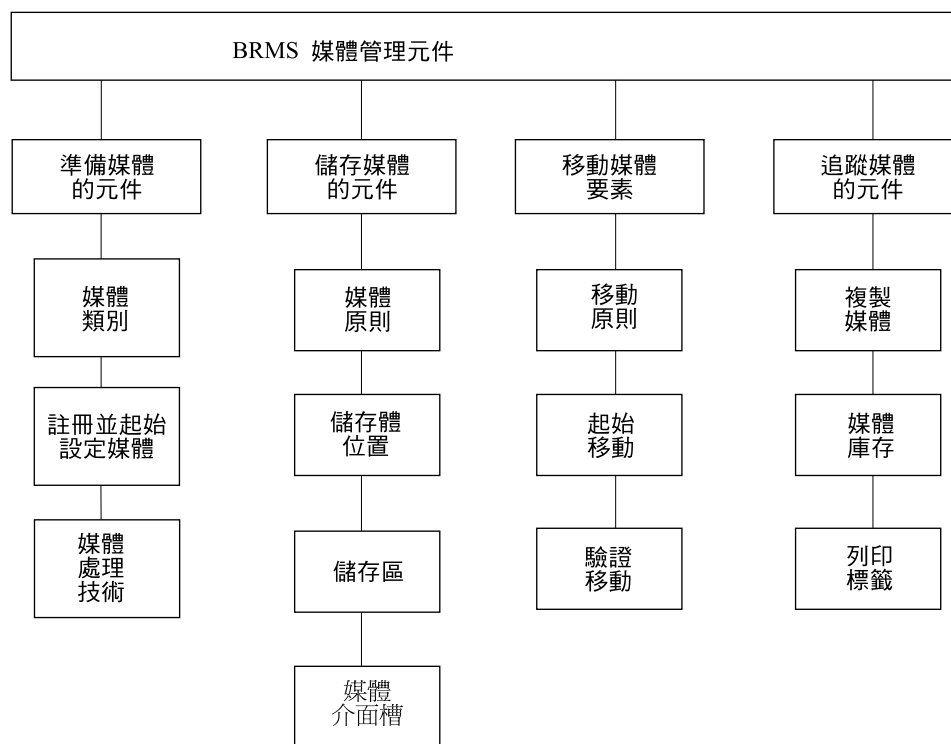 BRMS 媒體管理元件
準備媒體
的元件
儲存媒體
的元件
移動媒體
要素
追蹤媒體
的元件
媒體
類別
媒體
原則
移動
原則
複製
媒體
註冊並起始
設定媒體
儲存體
位置
起始
移動
媒體
庫存
媒體
處理
技術
儲存區
驗證
移動
列印
標籤
媒體
介面槽